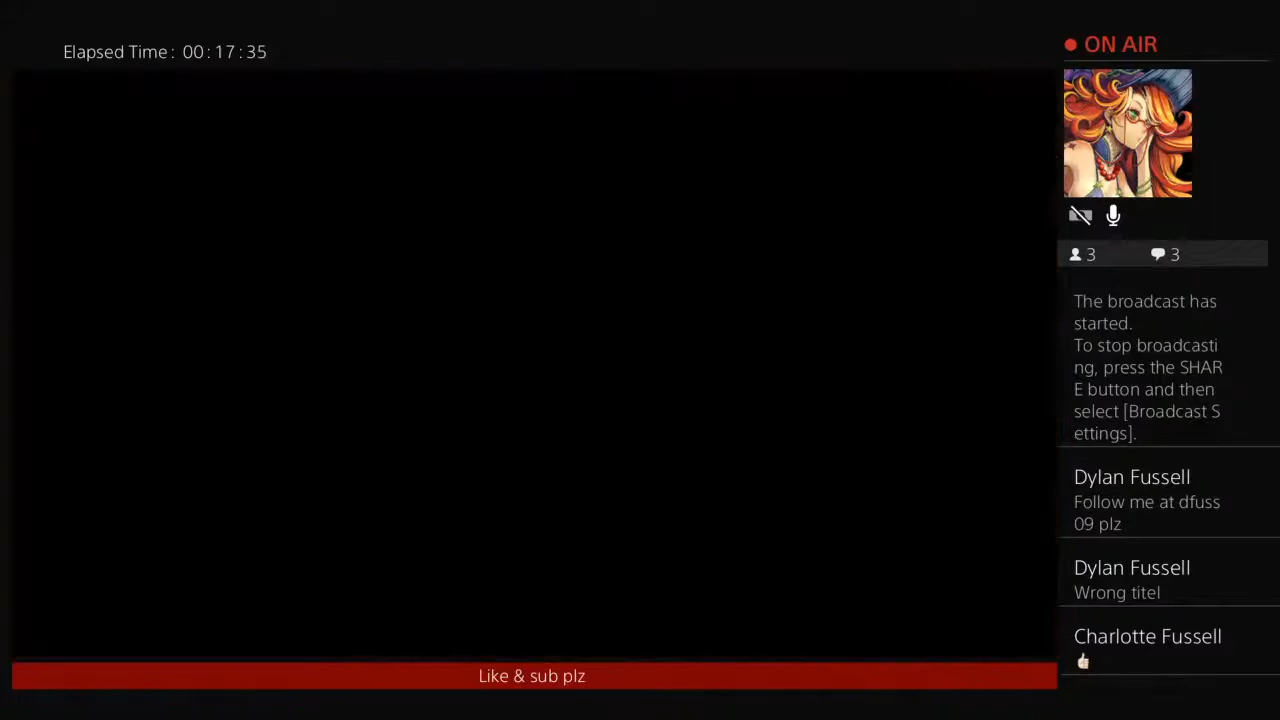 Elapsed Time: 00:17:35
ON AIR
3 3
The broadcast has
started.
To stop broadcasti
ng, press the SHAR
E button and then
select [Broadcast S
ettings].
Dylan Fussell
Follow me at dfuss
09 plz
Dylan Fussell
Wrong titel
Charlotte Fussell
👍🏻
Like & sub plz